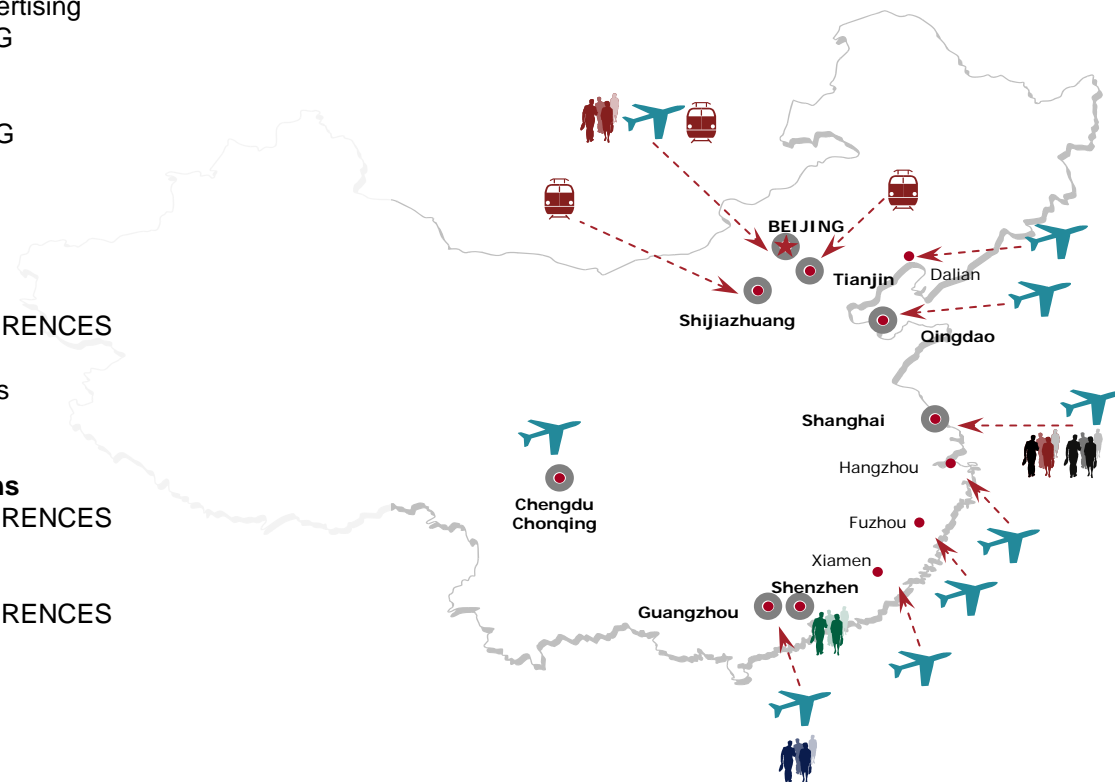 ertising
G
G
RENCES
s
ns
RENCES
RENCES
BEIJING
Tianjin
Dalian
Shijiazhuang
Qingdao
Shanghai
Hangzhou
Chengdu
Chonqing
Fuzhou
Xiamen
Shenzhen
Guangzhou